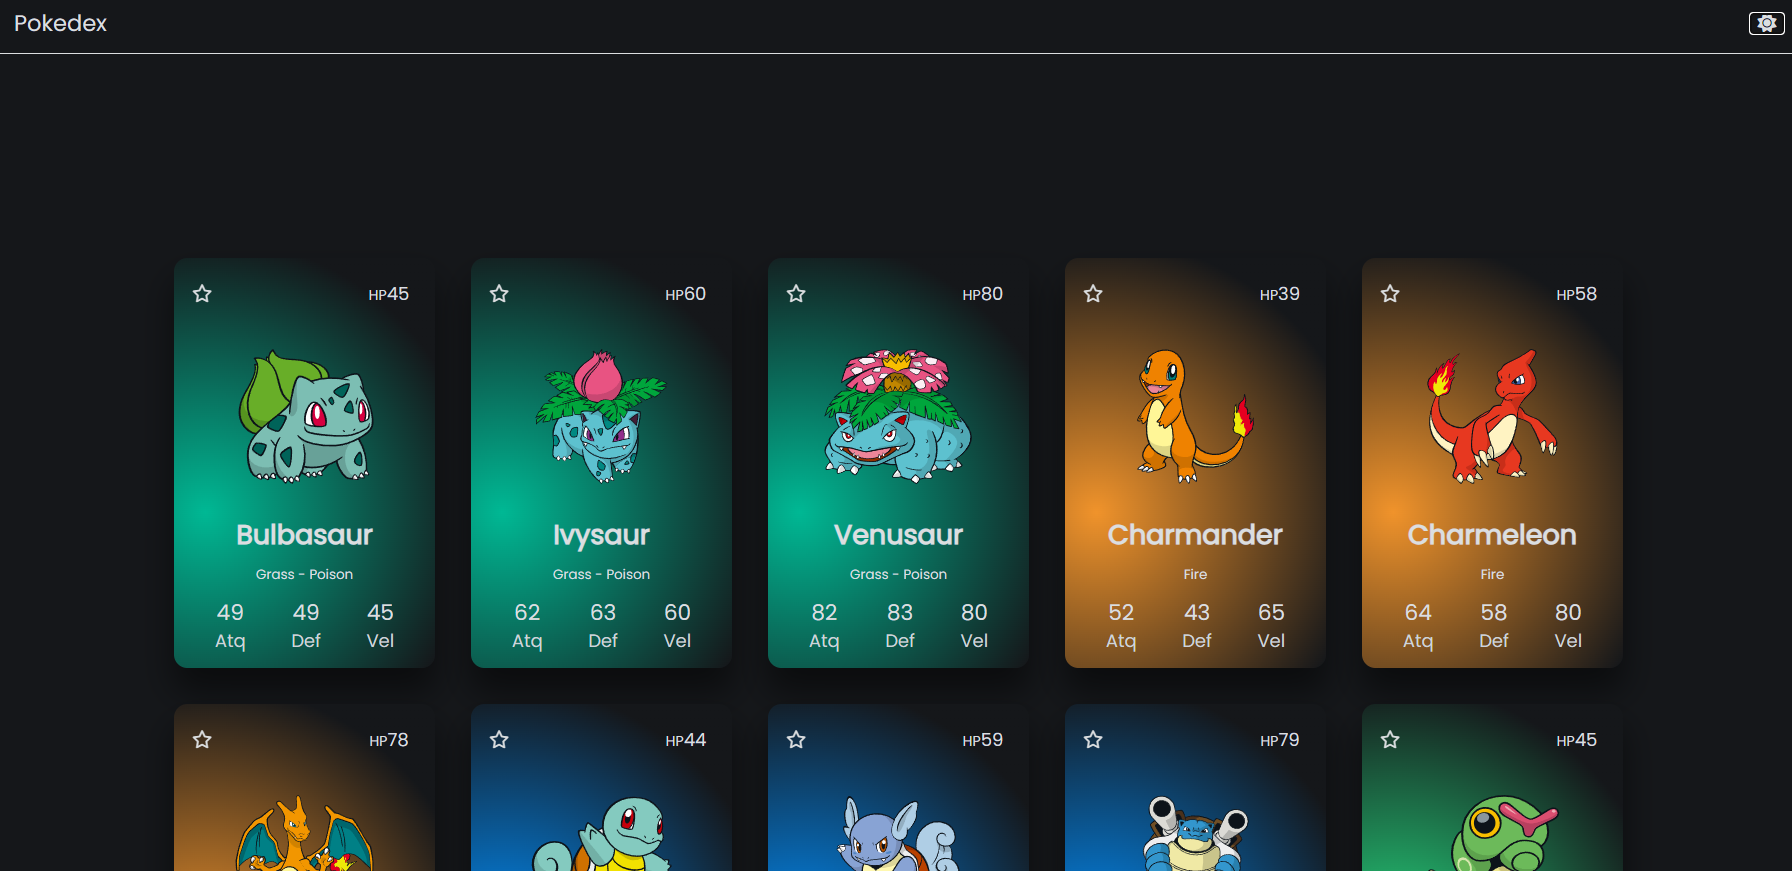 Pokedex
HP45
HP60
HP80
HP39
HP58
Bulbasaur
Ivysaur
Venusaur
Charmander
Charmeleon
Grass - Poison
Grass - Poison
Grass - Poison
Fire
Fire
49 49 45
62 63 60
82 83 80
52 43 65
64 58 80
Atq Def Vel
Atq Def Vel
Atq Def Vel
Atq Def Vel
Atq Def Vel
HP78
HP44
HP59
HP79
HP45